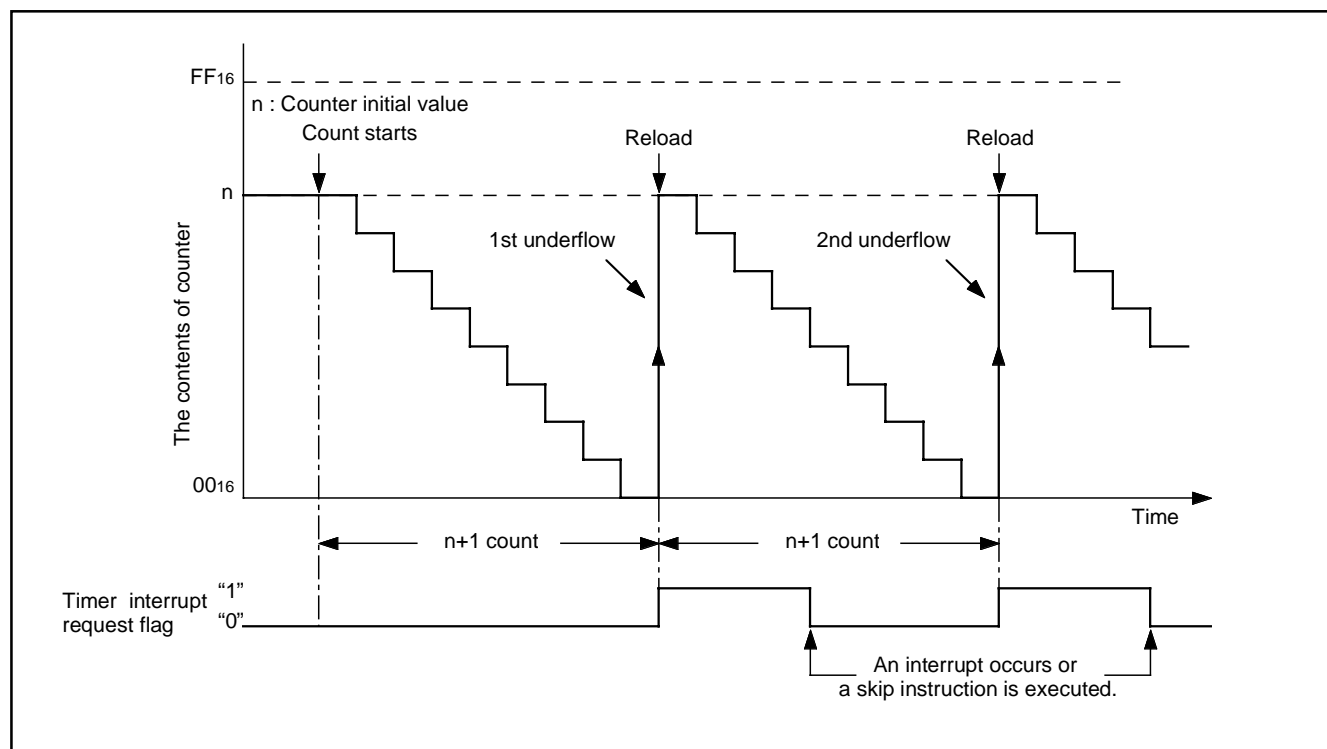 FF16
n : Counter initial value
Count starts
Reload
Reload
n
1st underflow
2nd underflow
The contents of counter
0016
Time
n+1 count
n+1 count
Timer interrupt
request flag
“1”
“0”
An interrupt occurs or
a skip instruction is executed.